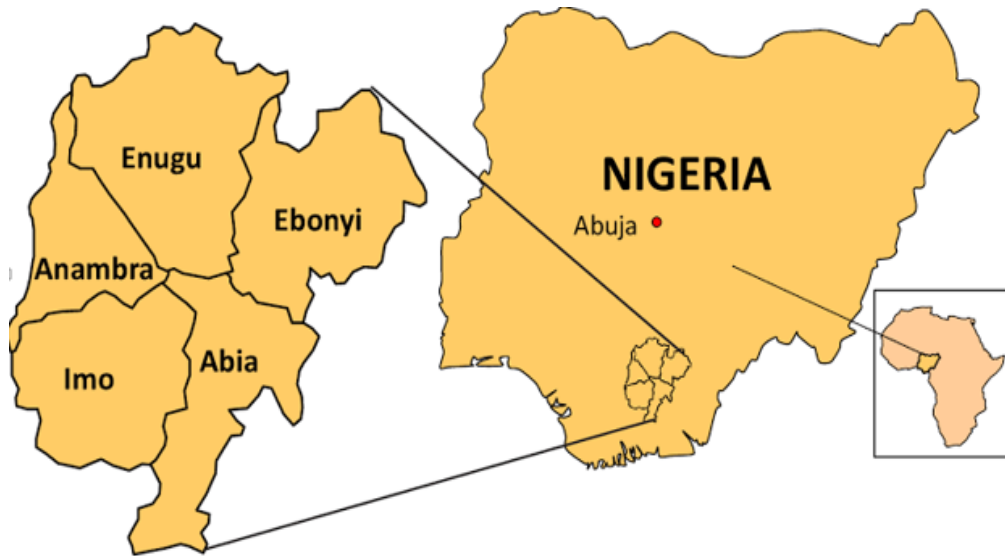 Enugu
Ebonyi
Anambra
Imo
Abia
NIGERIA
Abuja